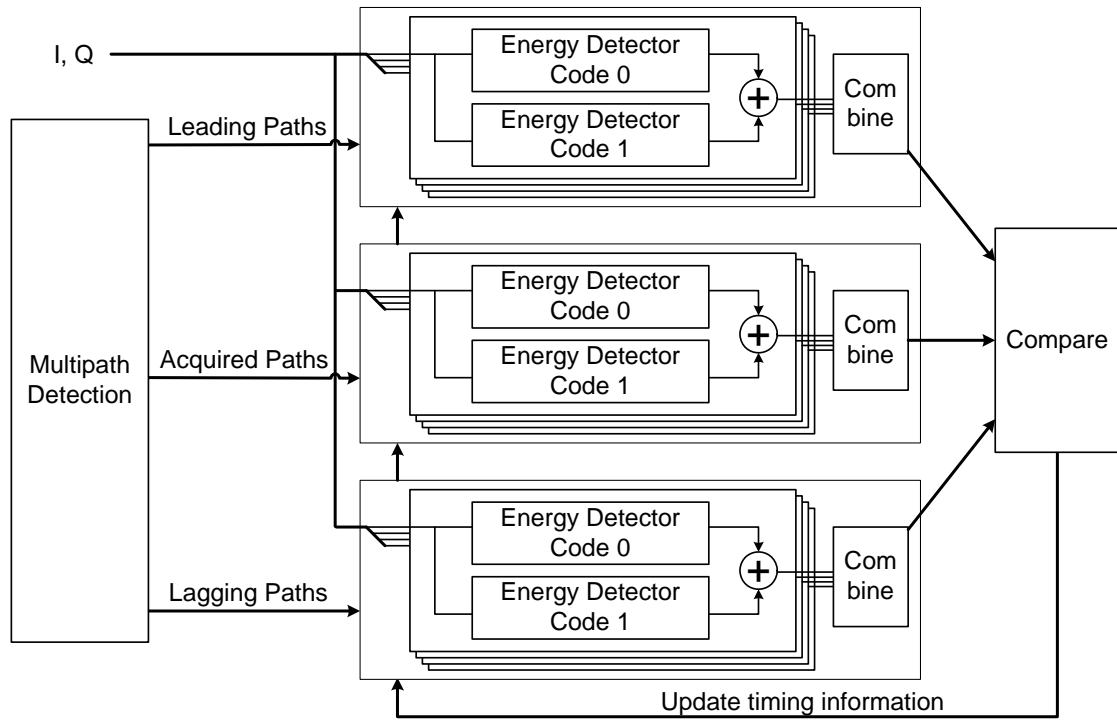 I, Q
Energy Detector
Code 0
Energy Detector
Code 1
+
Com
bine
Leading Paths
Energy Detector
Code 0
Energy Detector
Code 1
+
Com
bine
Multipath
Detection
Acquired Paths
Compare
Energy Detector
Code 0
Energy Detector
Code 1
+
Com
bine
Lagging Paths
Update timing information